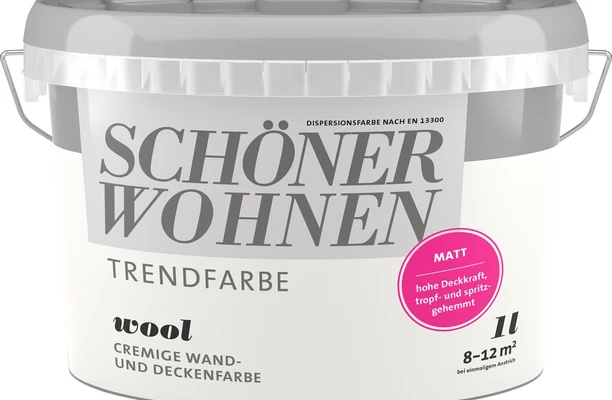 DISPERSIONSFARBE NACH EN 13300
SCHÖNER
WOHNEN
TRENDFARBE
MATT
hohe Deckkraft,
tropf- und spritz-
gehemmt
wool
CREMIGE WAND-
UND DECKENFARBE
1l
8–12 m²
bei einmaligem Anstrich